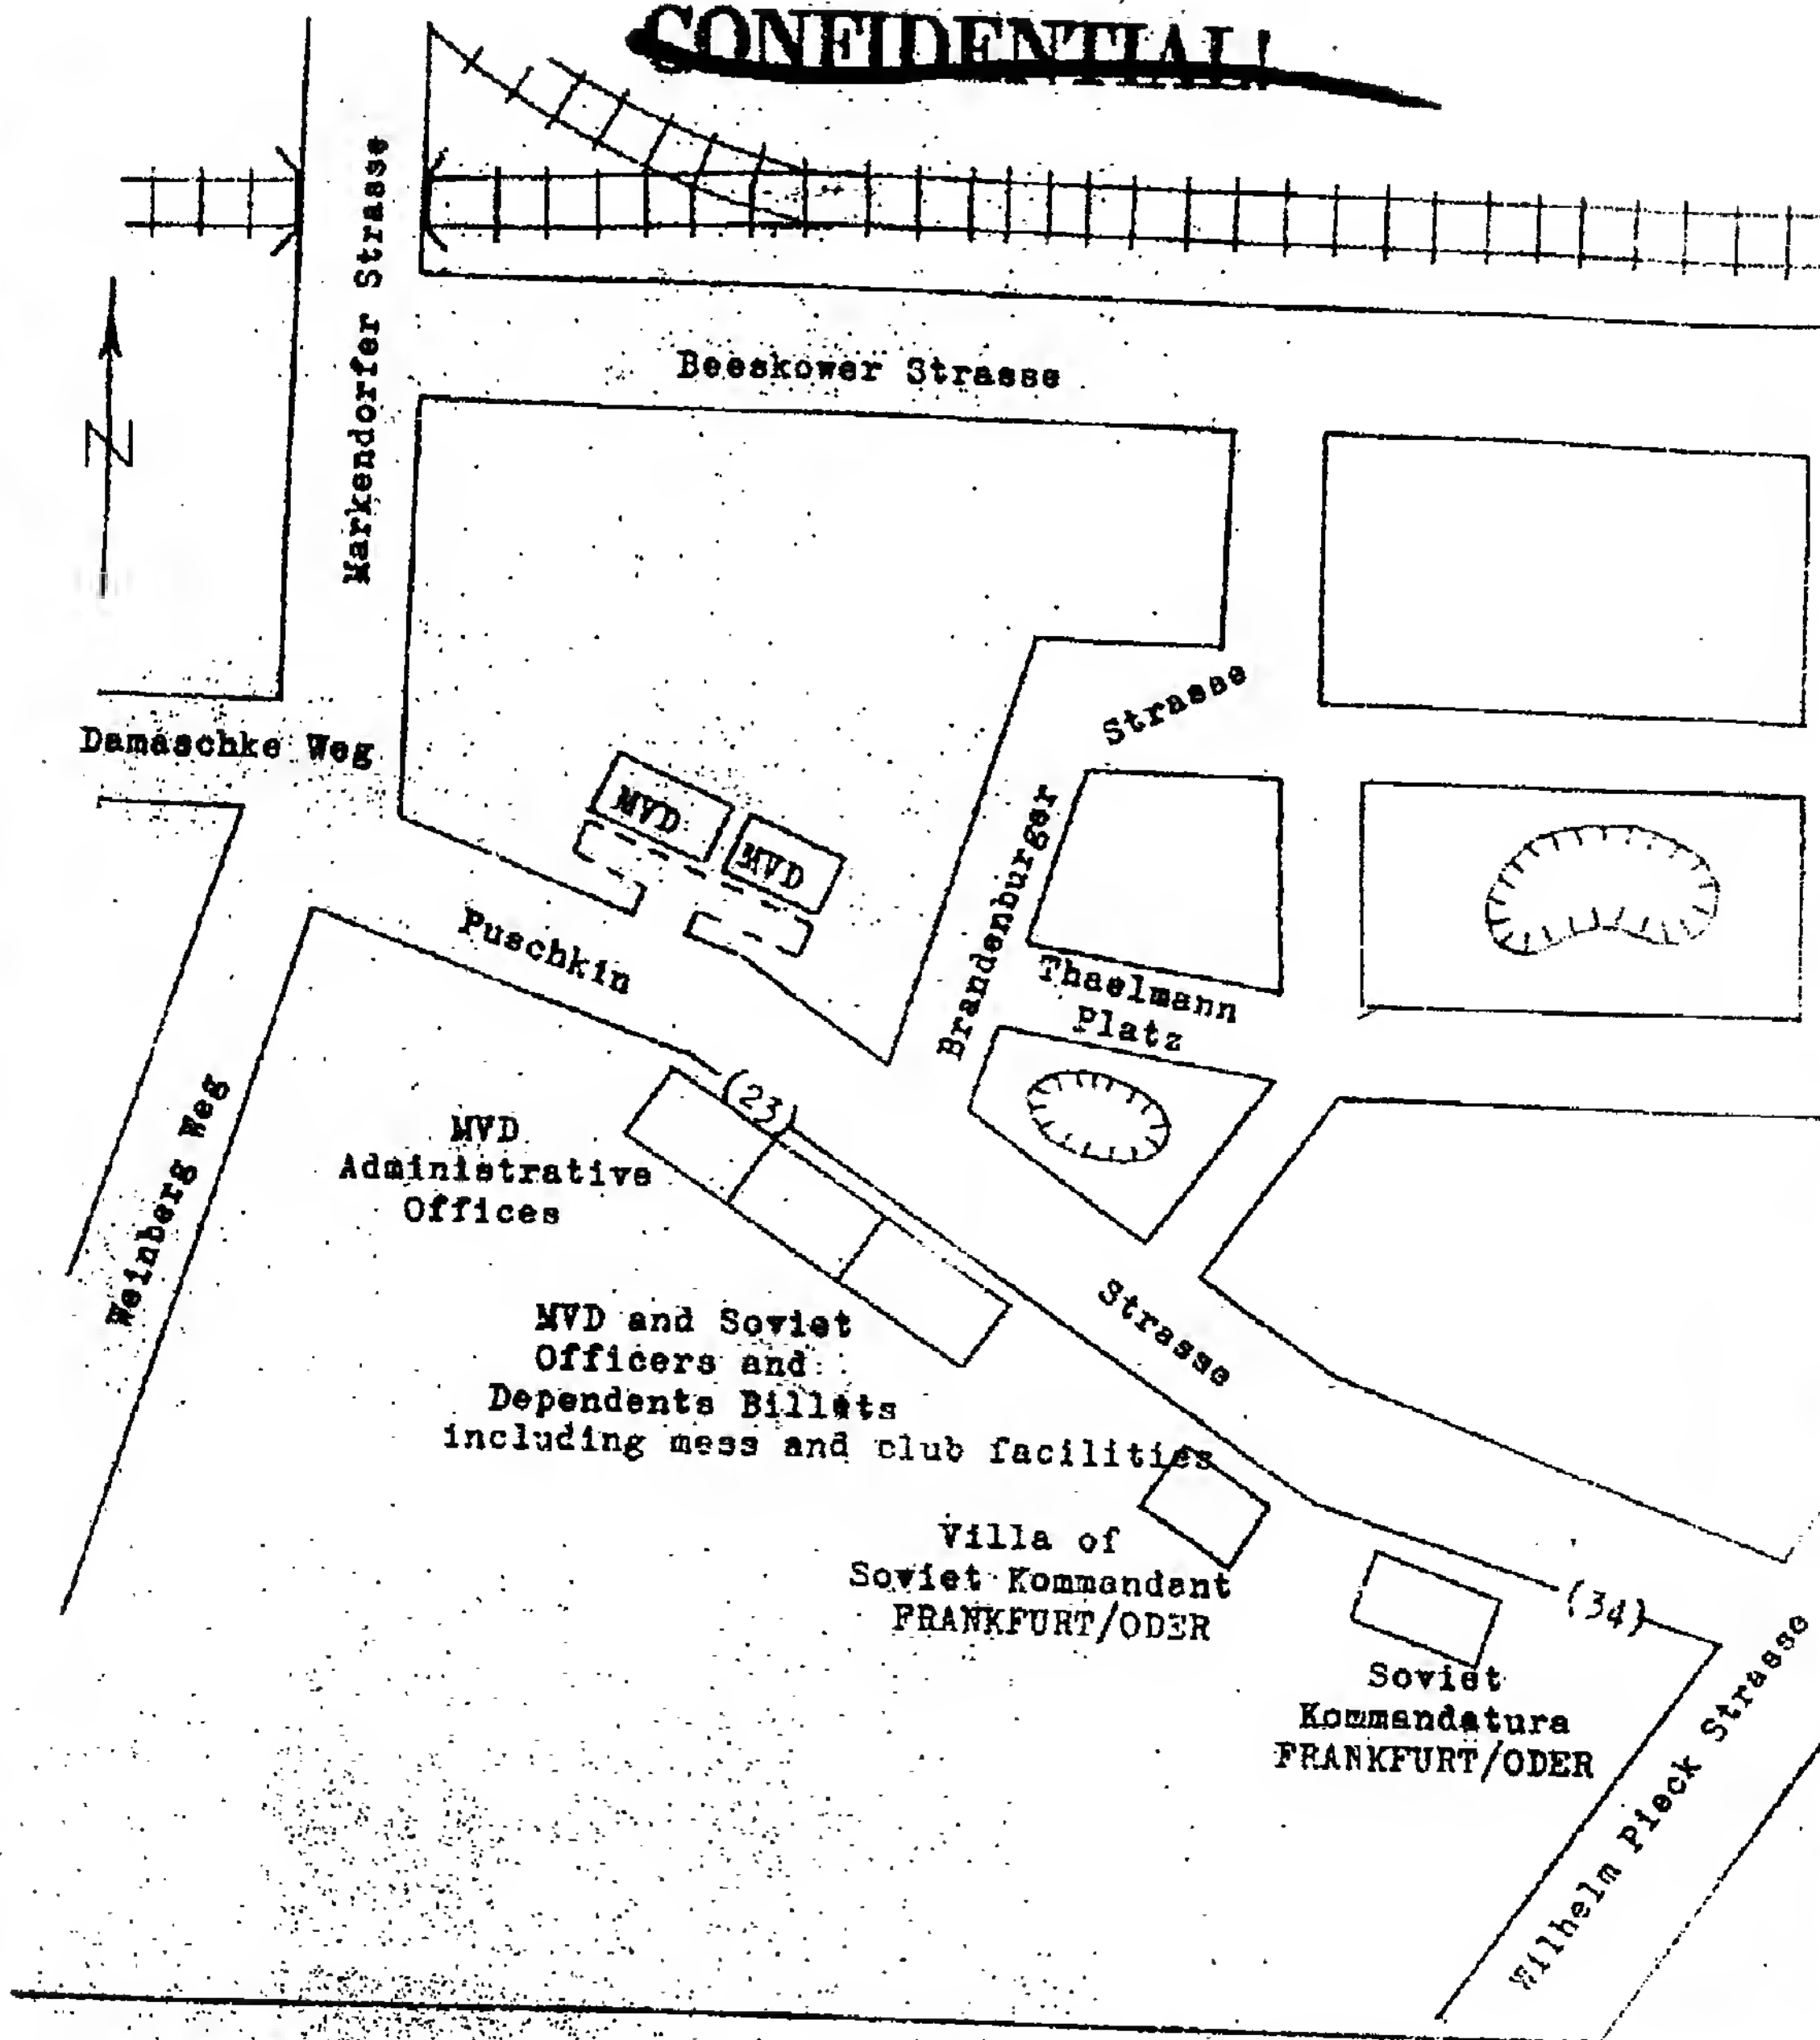 CONFIDENTIAL
Markendorfer Strasse
Beeskower Strasse
N
Strasse
Damaschke Weg
MVD
MVD
Brandenburger
Puschkin
Thaelmann
Platz
(23)
Weinberg Weg
MVD
Administrative
Offices
Strasse
MVD and Soviet
Officers and
Dependents Billets
including mess and club facilities
Villa of
Soviet Kommandant
FRANKFURT/ODER
(34)
Soviet
Kommandatura
FRANKFURT/ODER
Wilhelm Pieck Strasse